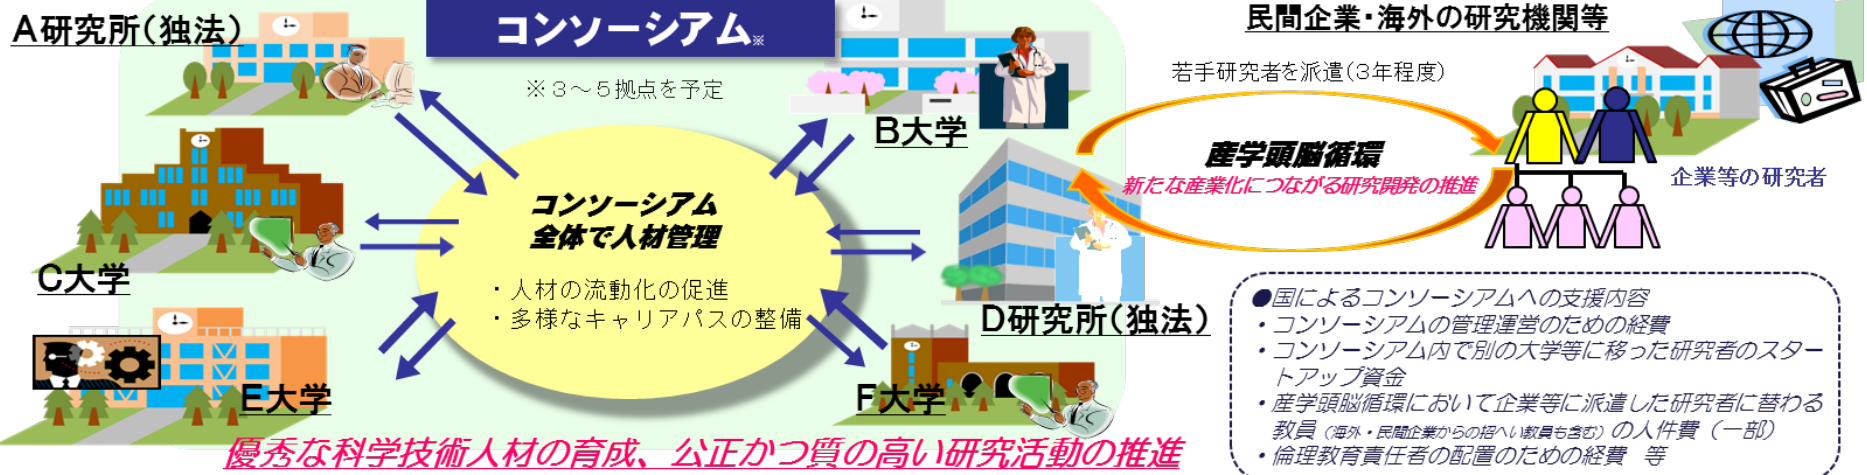 A研究所(独法)
コンソーシアム※
※3~5拠点を予定
B大学
C大学
コンソーシアム
全体で人材管理
・人材の流動化の促進
・多様なキャリアパスの整備
D研究所(独法)
E大学
F大学
優秀な科学技術人材の育成、公正かつ質の高い研究活動の推進
民間企業・海外の研究機関等
若手研究者を派遣(3年程度)
産学頭脳循環
新たな産業化につながる研究開発の推進
企業等の研究者
●国によるコンソーシアムへの支援内容
・コンソーシアムの管理運営のための経費
・コンソーシアム内で別の大学等に移った研究者のスター
トアップ資金
・産学頭脳循環において企業等に派遣した研究者に替わる
教員(海外・民間企業からの招へい教員も含む)の人件費(一部)
・倫理教育責任者の配置のための経費 等